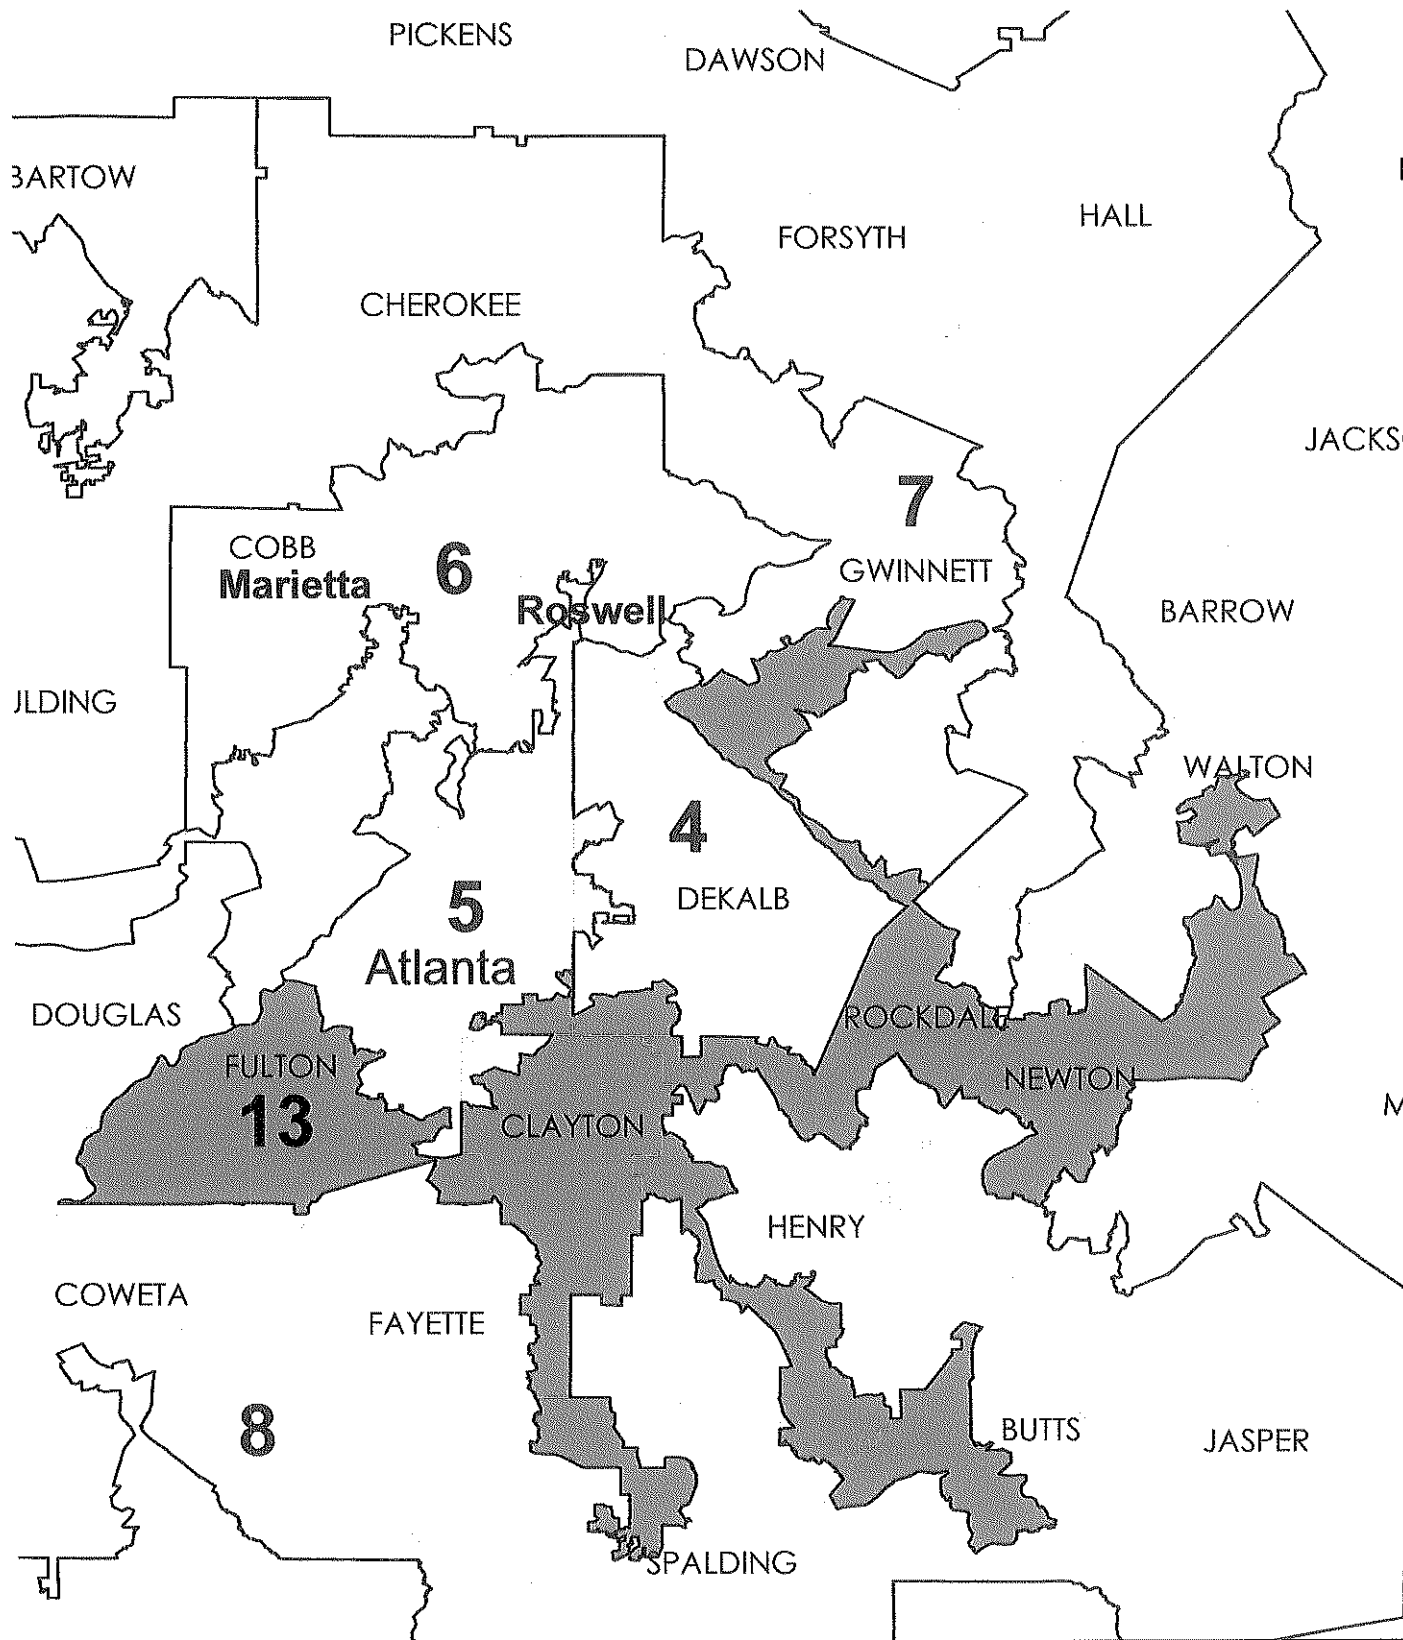 PICKENS
DAWSON
BARTOW
HALL
FORSYTH
CHEROKEE
JACKS
7
COBB
6
GWINNETT
Marietta
Roswell
BARROW
ULDING
WALTON
4
DEKALB
5
Atlanta
DOUGLAS
ROCKDALE
FULTON
NEWTON
13
CLAYTON
M
HENRY
COWETA
FAYETTE
8
BUTTS
JASPER
SPALDING